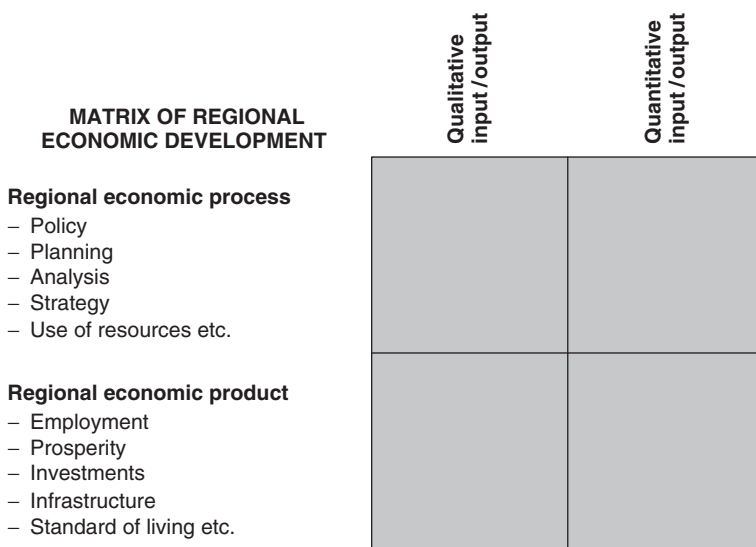 MATRIX OF REGIONAL
ECONOMIC DEVELOPMENT
Qualitative
input/output
Quantitative
input/output
Regional economic process
– Policy
– Planning
– Analysis
– Strategy
– Use of resources etc.
Regional economic product
– Employment
– Prosperity
– Investments
– Infrastructure
– Standard of living etc.